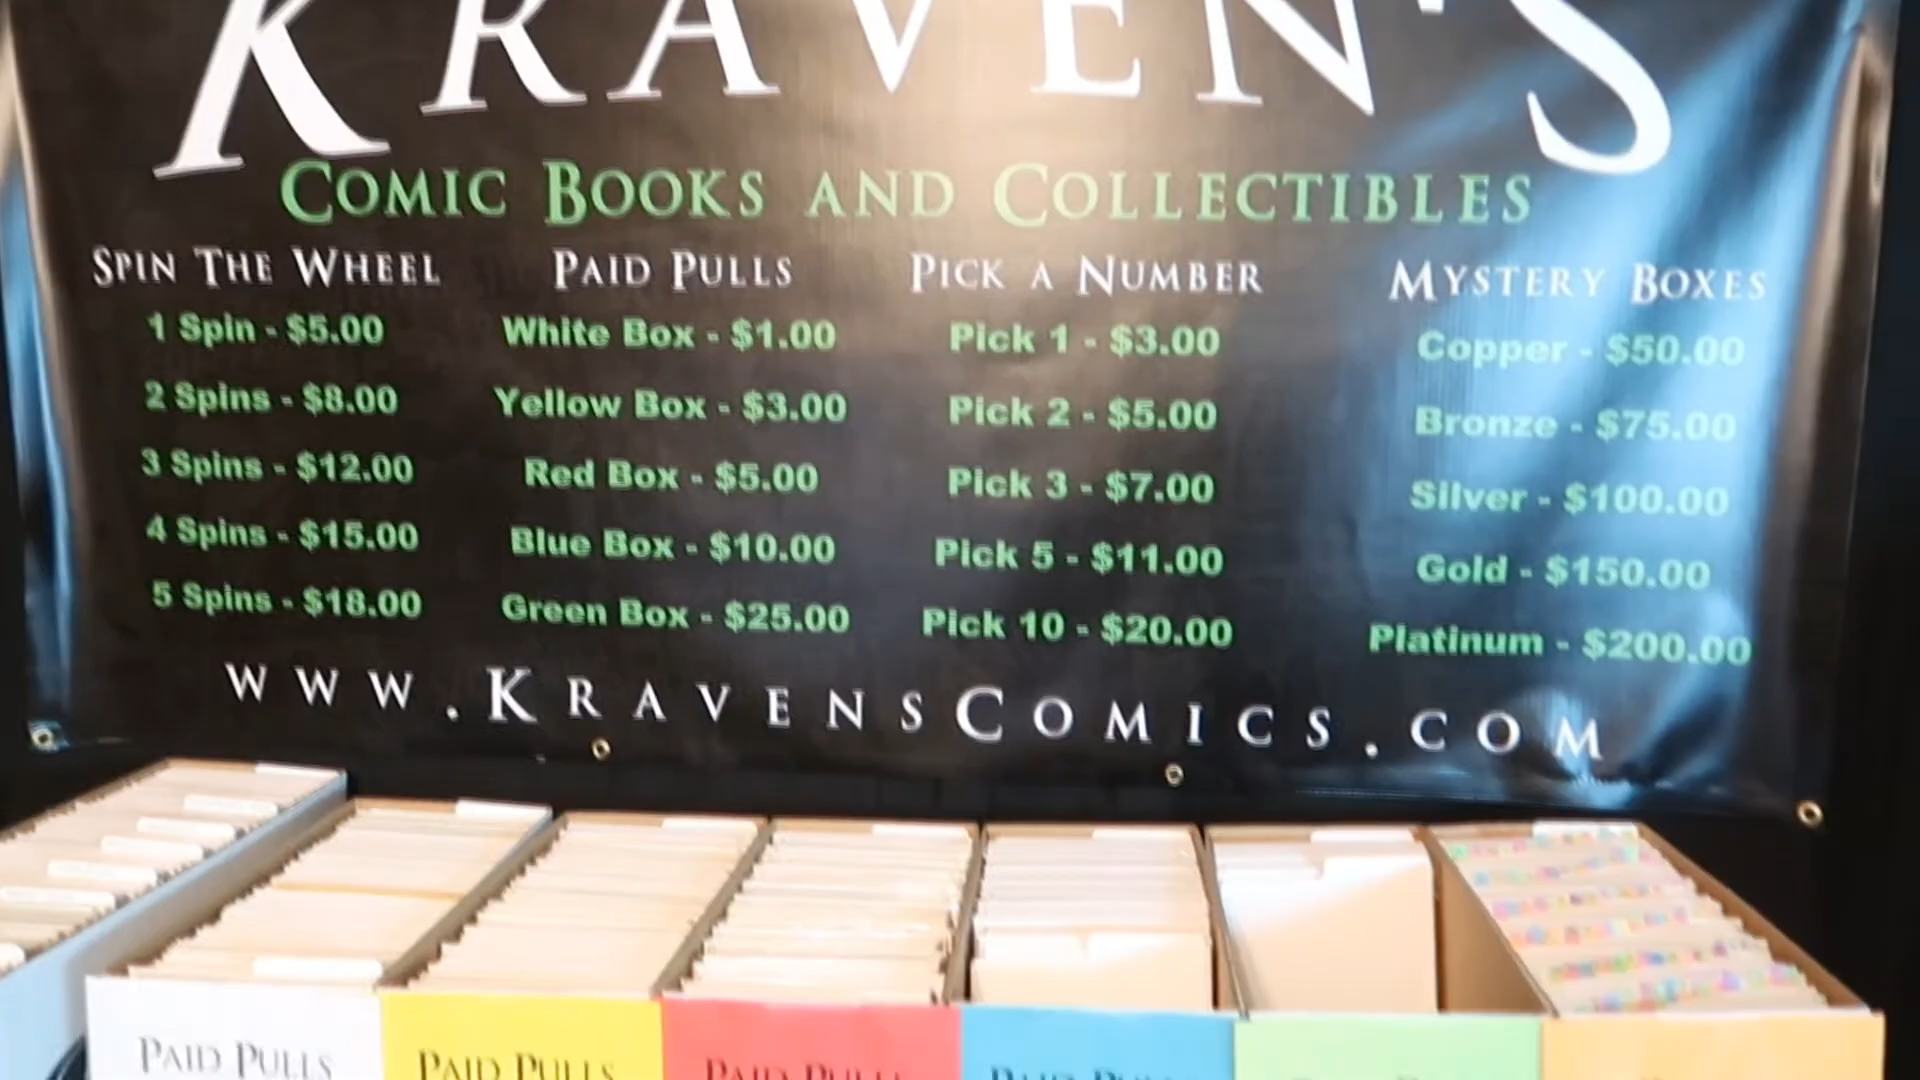 KRAVEN'S
COMIC BOOKS AND COLLECTIBLES
SPIN THE WHEEL
1 Spin - $5.00
2 Spins - $8.00
3 Spins - $12.00
4 Spins - $15.00
5 Spins - $18.00
PAID PULLS
White Box - $1.00
Yellow Box - $3.00
Red Box - $5.00
Blue Box - $10.00
Green Box - $25.00
PICK A NUMBER
Pick 1 - $3.00
Pick 2 - $5.00
Pick 3 - $7.00
Pick 5 - $11.00
Pick 10 - $20.00
MYSTERY BOXES
Copper - $50.00
Bronze - $75.00
Silver - $100.00
Gold - $150.00
Platinum - $200.00
WWW.KRAVENSCOMICS.COM
PAID PULLS
PAID PULLS
PAID PULLS
PAID PULLS